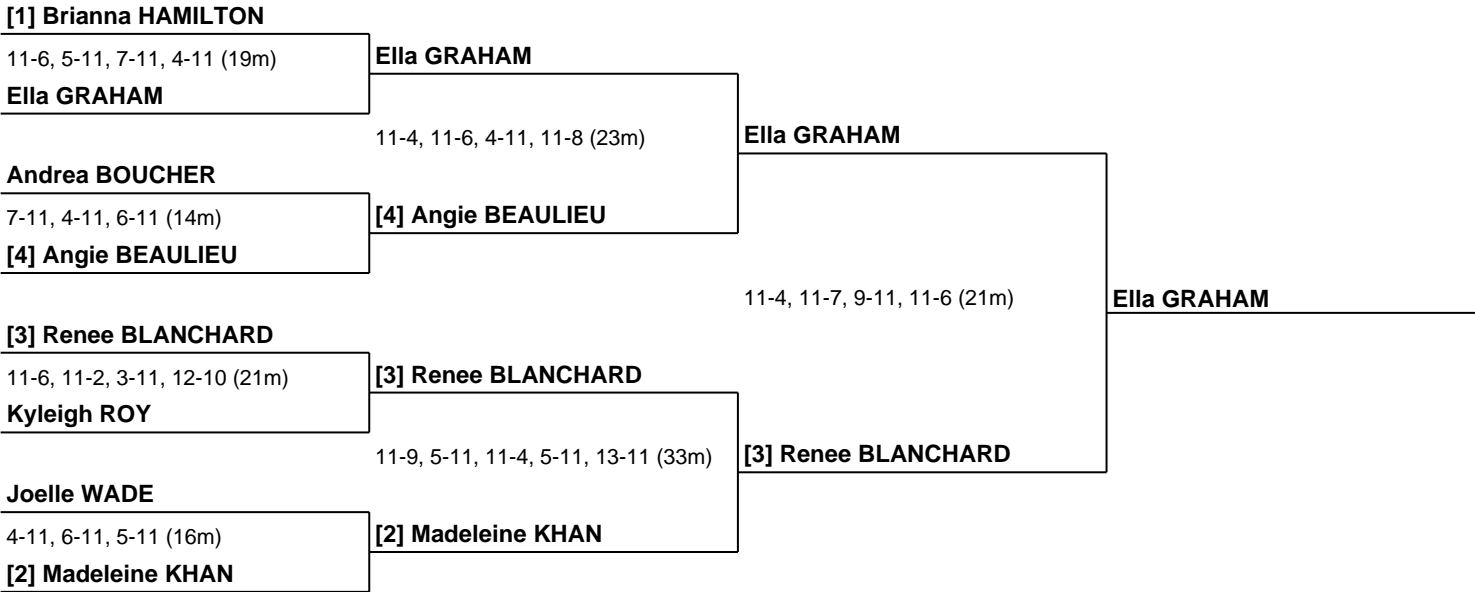 [1] Brianna HAMILTON
11-6, 5-11, 7-11, 4-11 (19m)
Ella GRAHAM
Andrea BOUCHER
7-11, 4-11, 6-11 (14m)
[4] Angie BEAULIEU
[3] Renee BLANCHARD
11-6, 11-2, 3-11, 12-10 (21m)
Kyleigh ROY
Joelle WADE
4-11, 6-11, 5-11 (16m)
[2] Madeleine KHAN
Ella GRAHAM
11-4, 11-6, 4-11, 11-8 (23m)
[4] Angie BEAULIEU
[3] Renee BLANCHARD
11-9, 5-11, 11-4, 5-11, 13-11 (33m)
[2] Madeleine KHAN
Ella GRAHAM
11-4, 11-7, 9-11, 11-6 (21m)
[3] Renee BLANCHARD
Ella GRAHAM